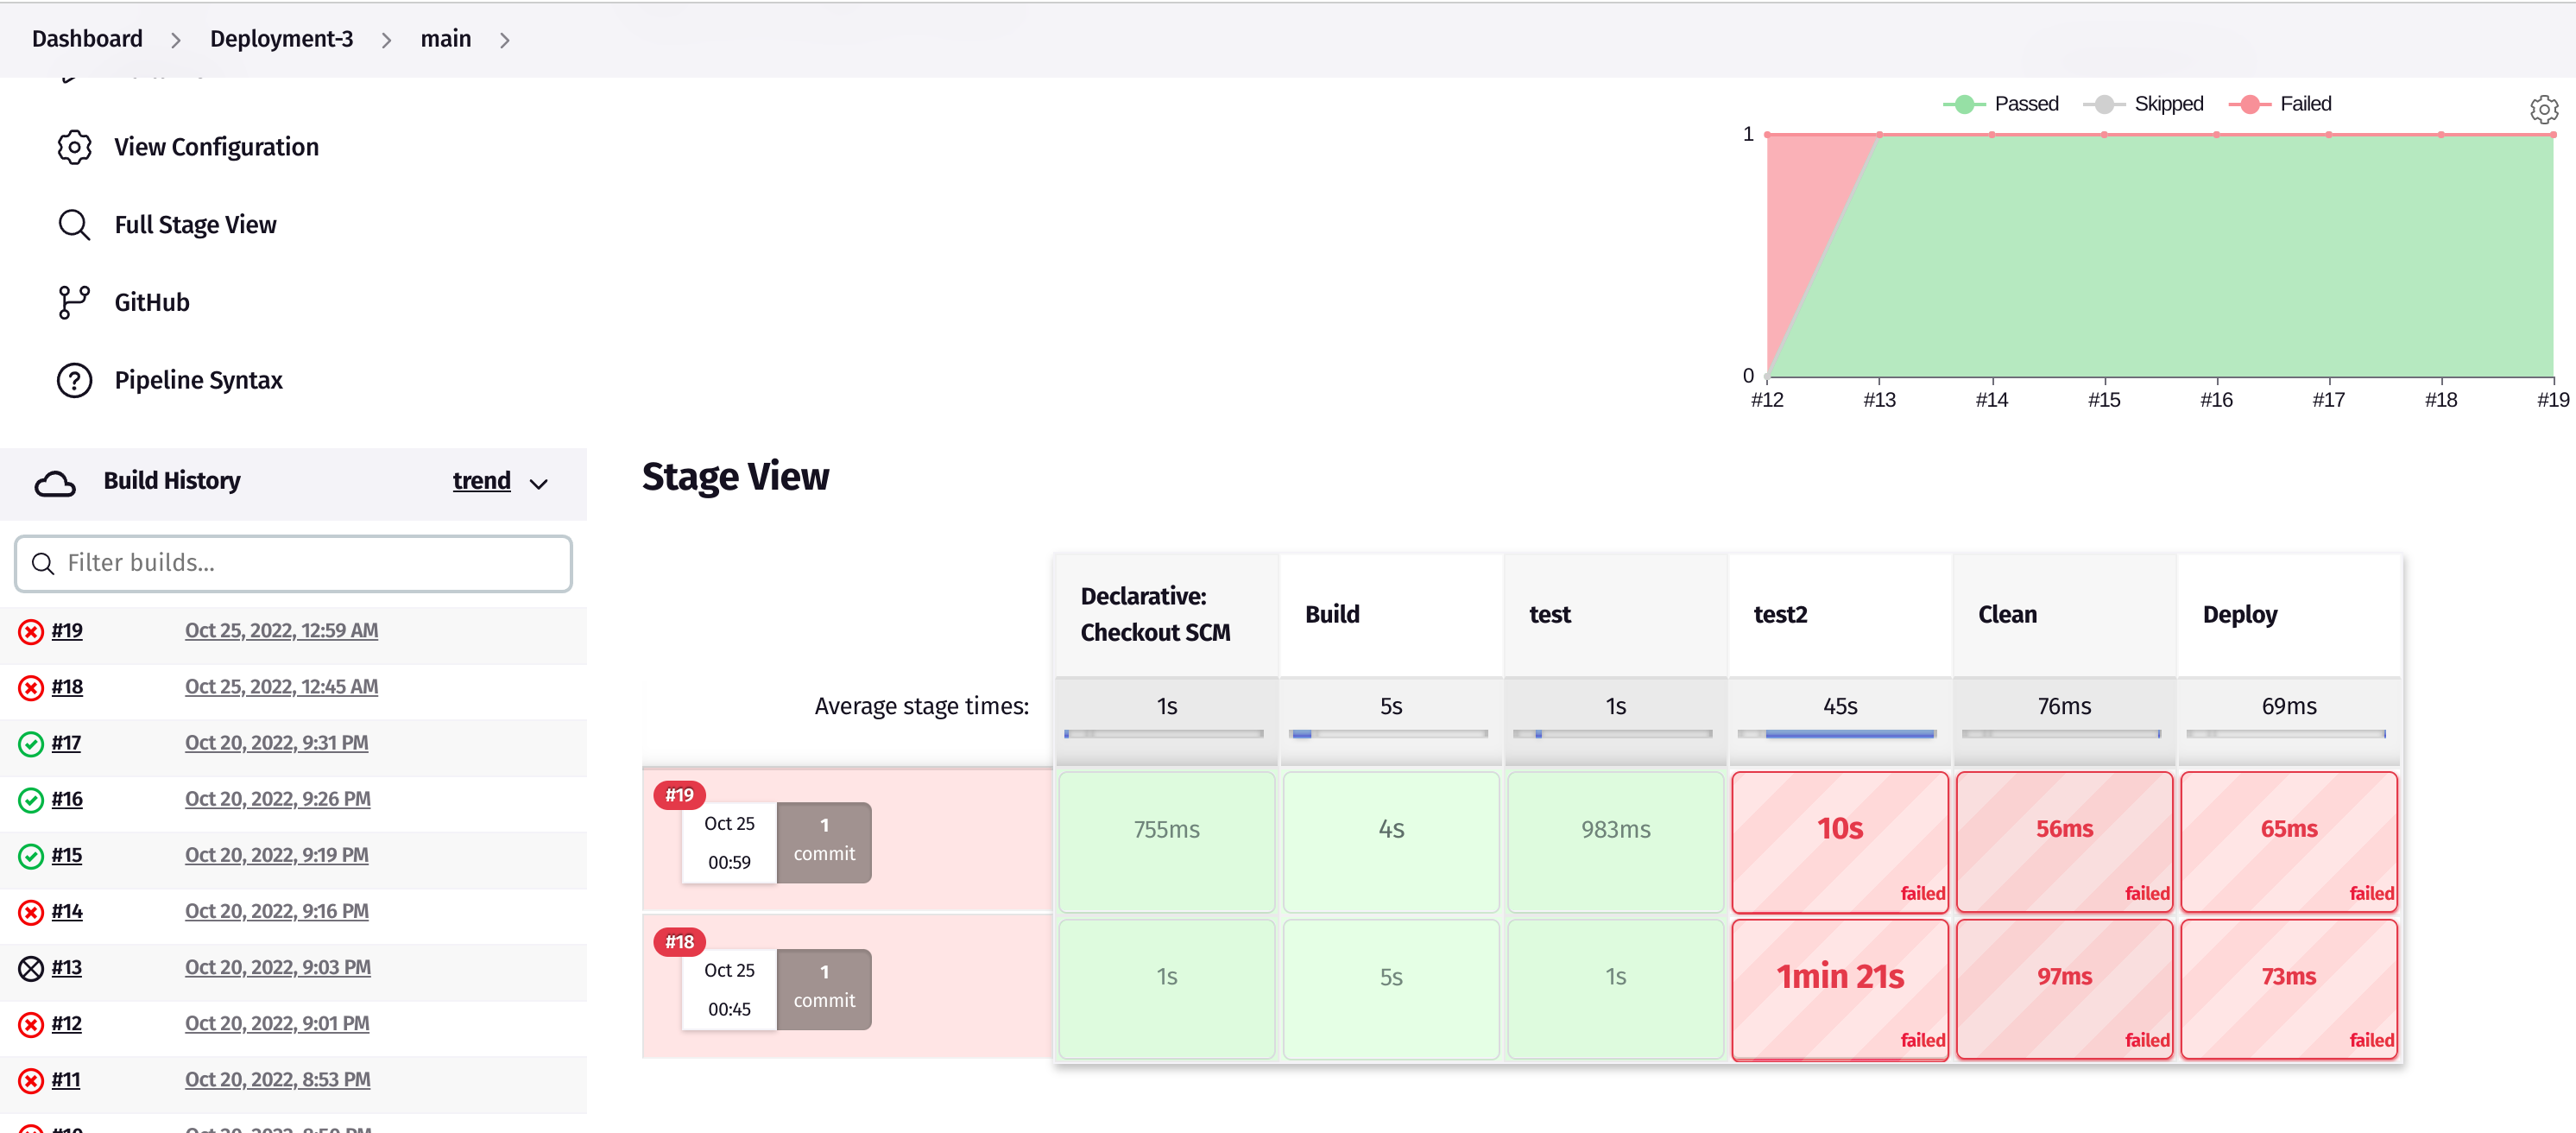 Dashboard
Deployment-3
main
View Configuration
Full Stage View
GitHub
Pipeline Syntax
Passed
Skipped
Failed
1
0
#12
#13
#14
#15
#16
#17
#18
#19
Build History
trend
Filter builds...
#19 Oct 25, 2022, 12:59 AM
#18 Oct 25, 2022, 12:45 AM
#17 Oct 20, 2022, 9:31 PM
#16 Oct 20, 2022, 9:26 PM
#15 Oct 20, 2022, 9:19 PM
#14 Oct 20, 2022, 9:16 PM
#13 Oct 20, 2022, 9:03 PM
#12 Oct 20, 2022, 9:01 PM
#11 Oct 20, 2022, 8:53 PM
Stage View
Declarative:
Checkout SCM
Build
test
test2
Clean
Deploy
Average stage times:
1s
5s
1s
45s
76ms
69ms
#19
Oct 25
00:59
1
commit
755ms
4s
983ms
10s
failed
56ms
failed
65ms
failed
#18
Oct 25
00:45
1
commit
1s
5s
1s
1min 21s
failed
97ms
failed
73ms
failed